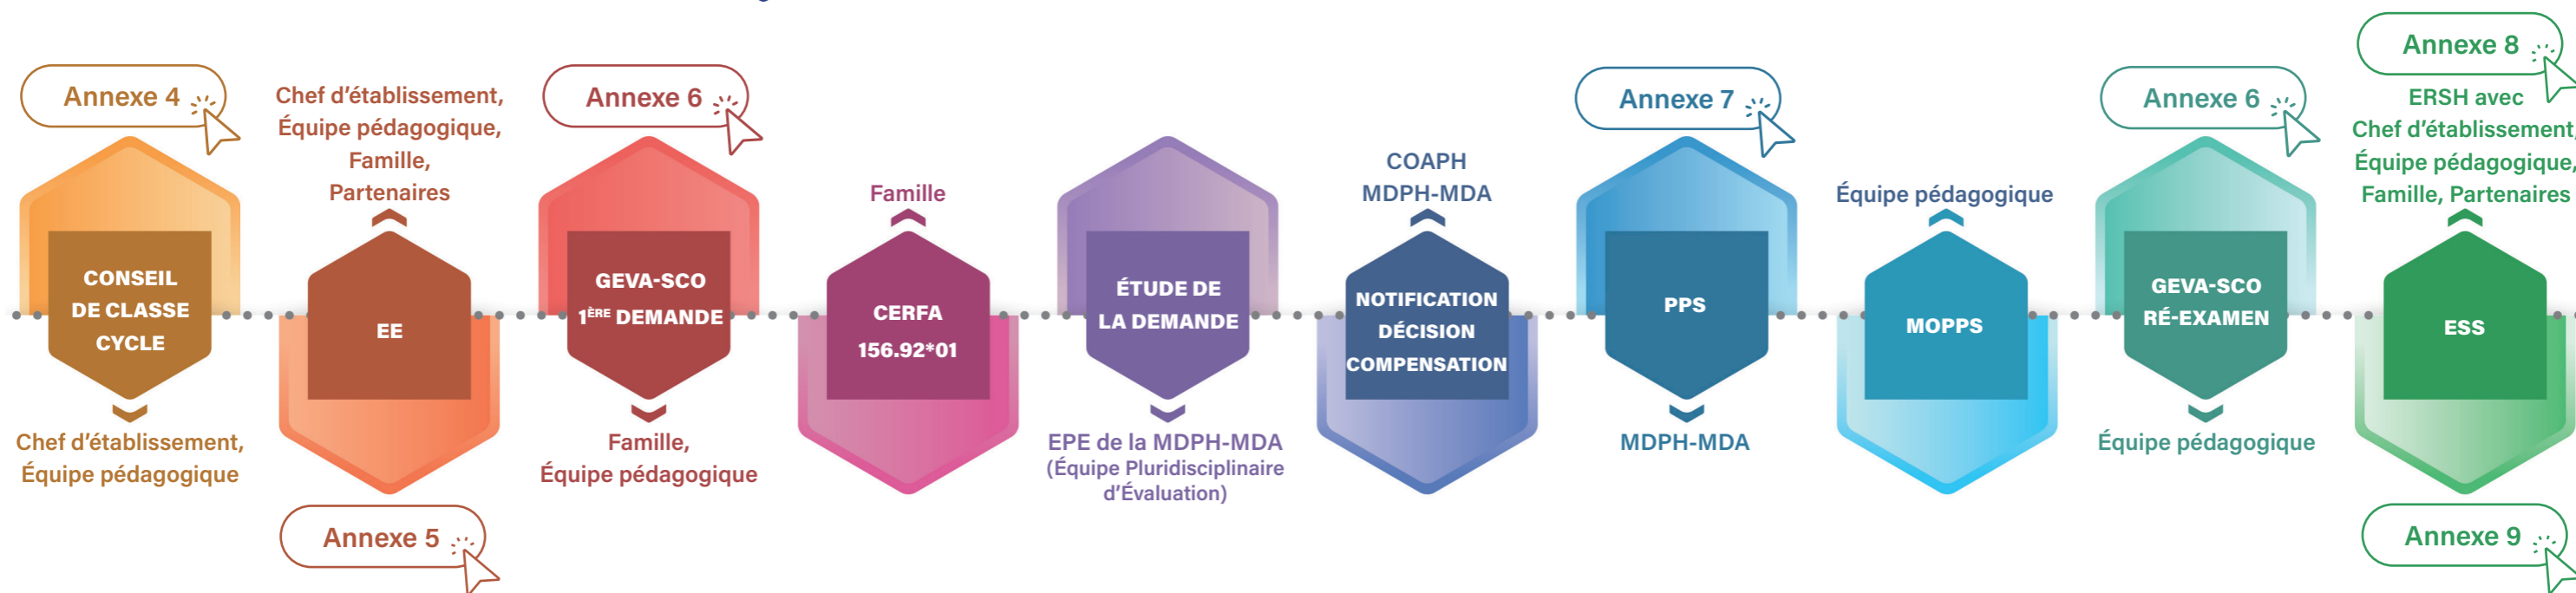 Annexe 4
CONSEIL
DE CLASSE
CYCLE
Chef d'établissement,
Équipe pédagogique
Chef d'établissement,
Équipe pédagogique,
Famille,
Partenaires
EE
Annexe 5
Annexe 6
GEVA-SCO
1ÈRE DEMANDE
Famille,
Équipe pédagogique
Famille
CERFA
156.92*01
ÉTUDE DE
LA DEMANDE
EPE de la MDPH-MDA
(Équipe Pluridisciplinaire
d'Évaluation)
COAPH
MDPH-MDA
NOTIFICATION
DÉCISION
COMPENSATION
Annexe 7
PPS
MDPH-MDA
Équipe pédagogique
MOPPS
Annexe 6
GEVA-SCO
RÉ-EXAMEN
Équipe pédagogique
Annexe 8
ERSH avec
Chef d'établissement,
Équipe pédagogique,
Famille, Partenaires
ESS
Annexe 9